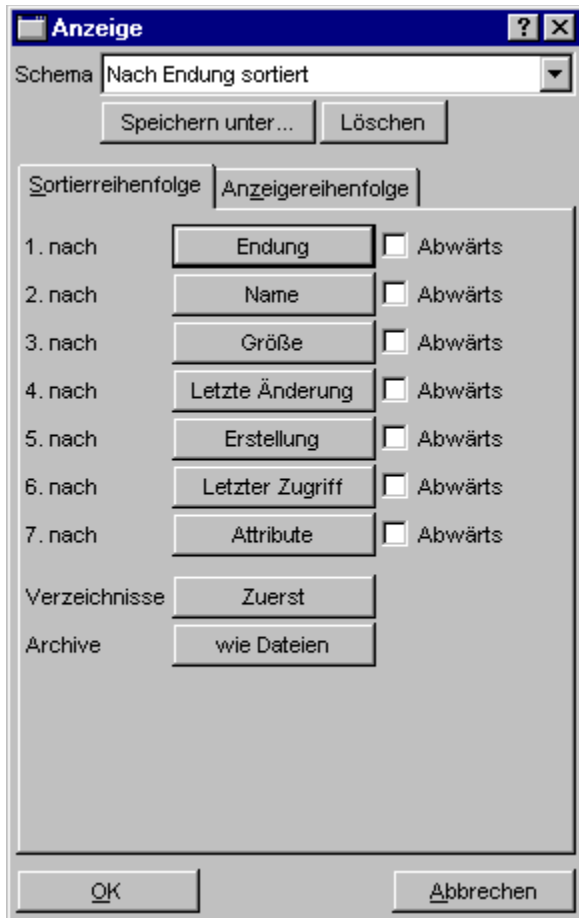 Anzeige
Schema Nach Endung sortiert
Speichern unter... Löschen
Sortierreihenfolge Anzeigereihenfolge
1. nach Endung Abwärts
2. nach Name Abwärts
3. nach Größe Abwärts
4. nach Letzte Änderung Abwärts
5. nach Erstellung Abwärts
6. nach Letzter Zugriff Abwärts
7. nach Attribute Abwärts
Verzeichnisse Zuerst
Archive wie Dateien
OK Abbrechen